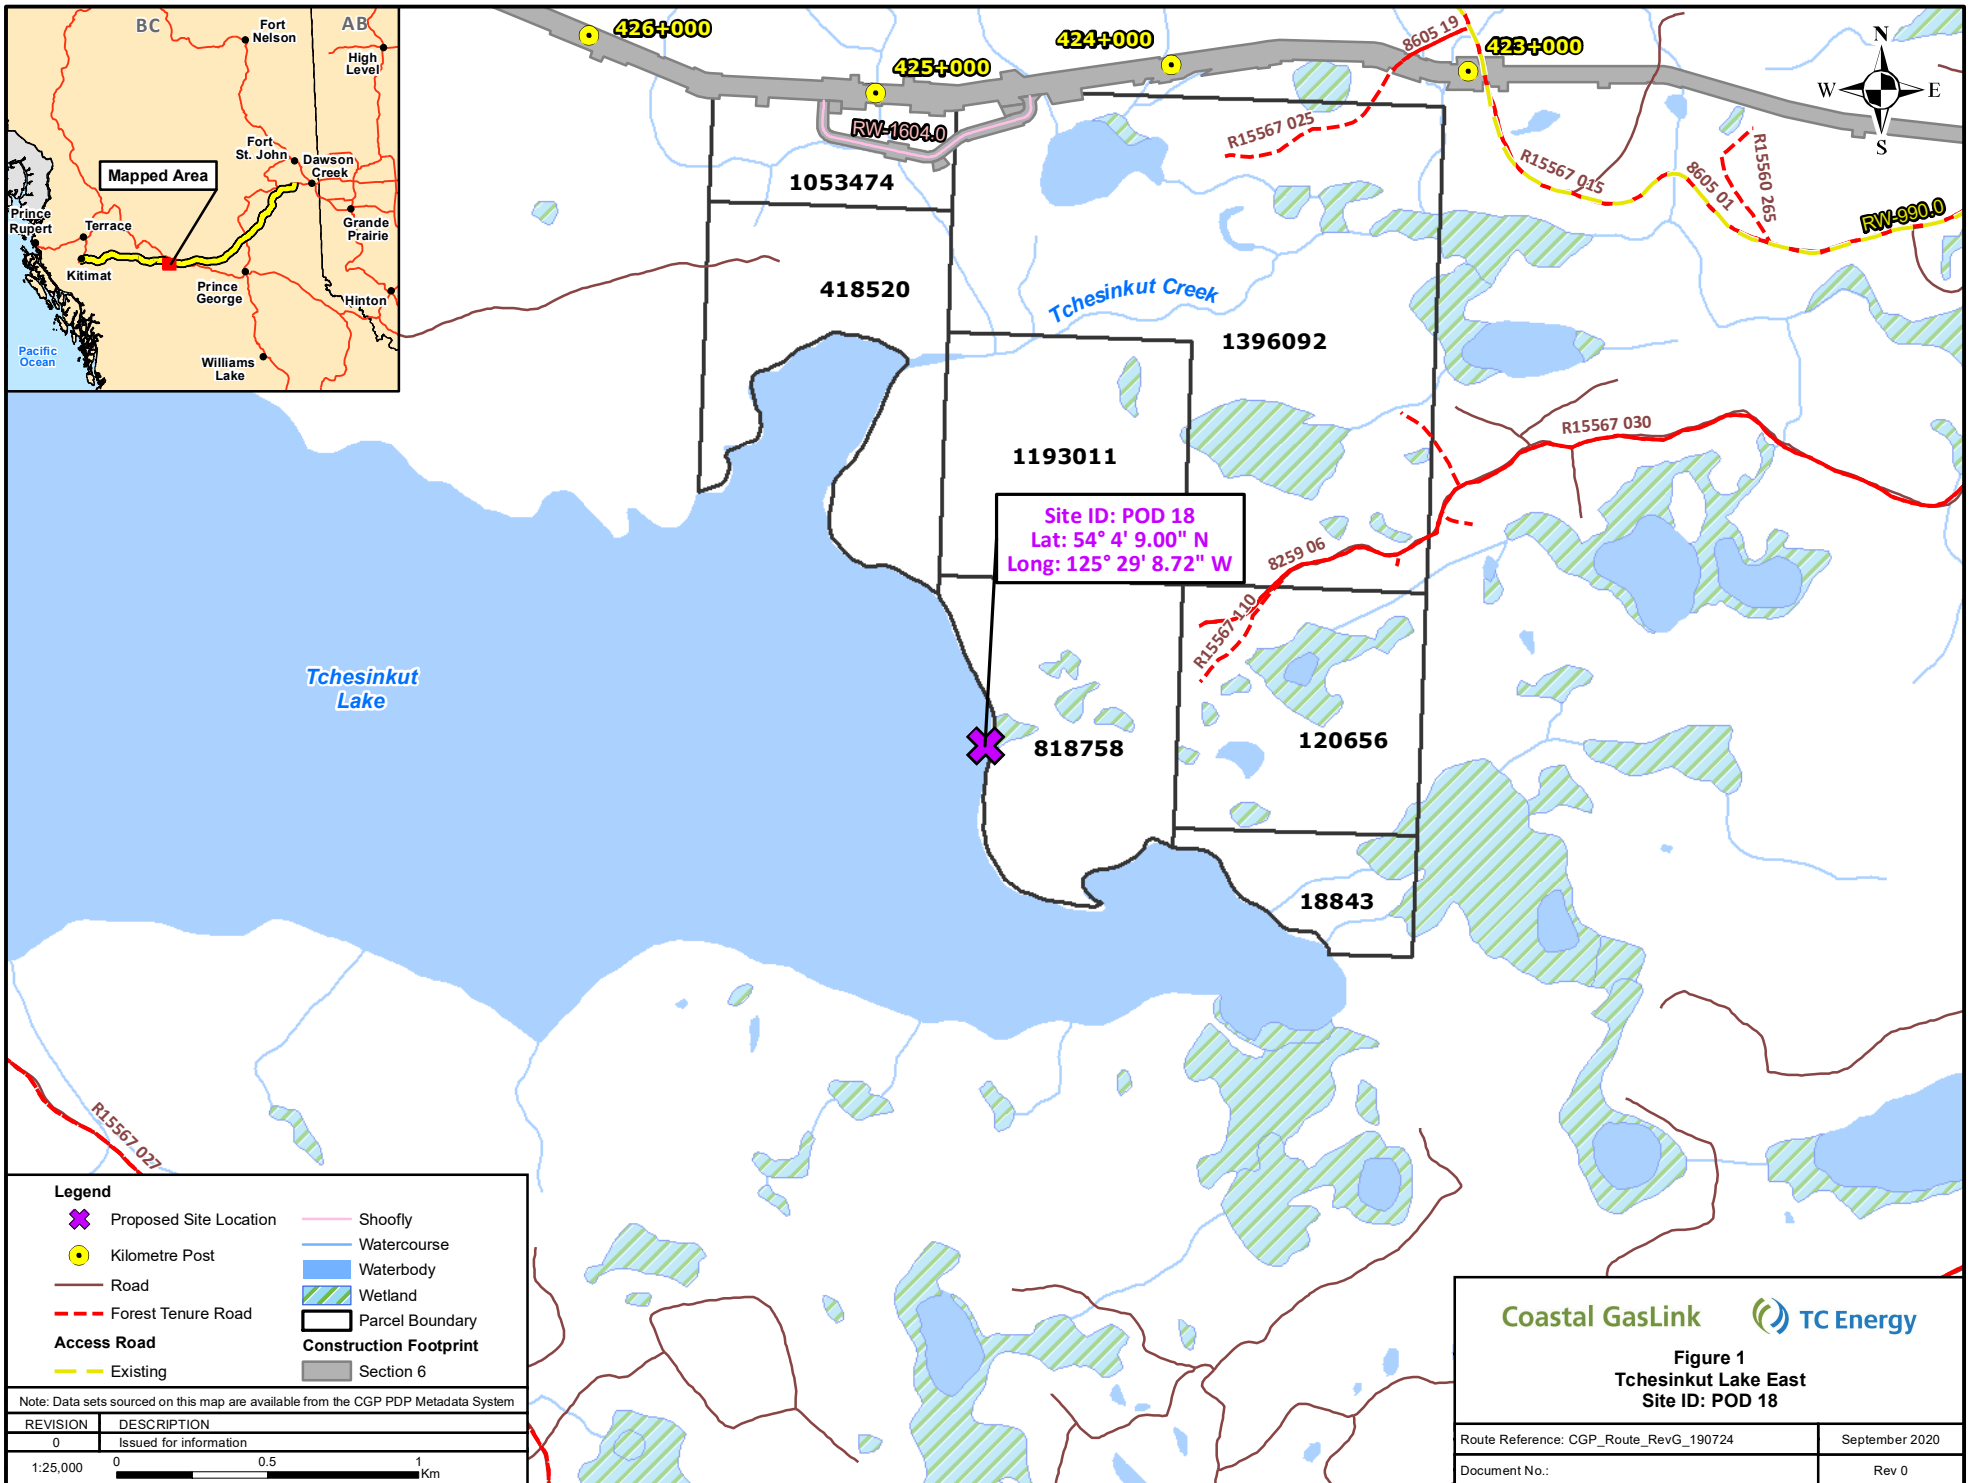 BC
AB
Fort
Nelson
High
Level
Fort
St. John
Dawson
Creek
Mapped Area
Prince
Rupert
Terrace
Grande
Prairie
Kitimat
Prince
George
Hinton
Pacific
Ocean
Williams
Lake
426+000
425+000
424+000
423+000
8605 19
N
W
E
S
RW-1604.0
R15567 025
R15567 015
8605 01
R15560 265
RW-990.0
1053474
418520
Tchesinkut Creek
1396092
1193011
R15567 030
Site ID: POD 18
Lat: 54° 4' 9.00" N
Long: 125° 29' 8.72" W
8259 06
R15567 110
Tchesinkut
Lake
818758
120656
18843
R15567 027
Legend
Proposed Site Location
Kilometre Post
Road
Forest Tenure Road
Access Road
Existing
Shoofly
Watercourse
Waterbody
Wetland
Parcel Boundary
Construction Footprint
Section 6
Note: Data sets sourced on this map are available from the CGP PDP Metadata System
REVISION DESCRIPTION
0 Issued for information
1:25,000
0 0.5 1
Km
Coastal GasLink TC Energy
Figure 1
Tchesinkut Lake East
Site ID: POD 18
Route Reference: CGP_Route_RevG_190724
September 2020
Document No.:
Rev 0